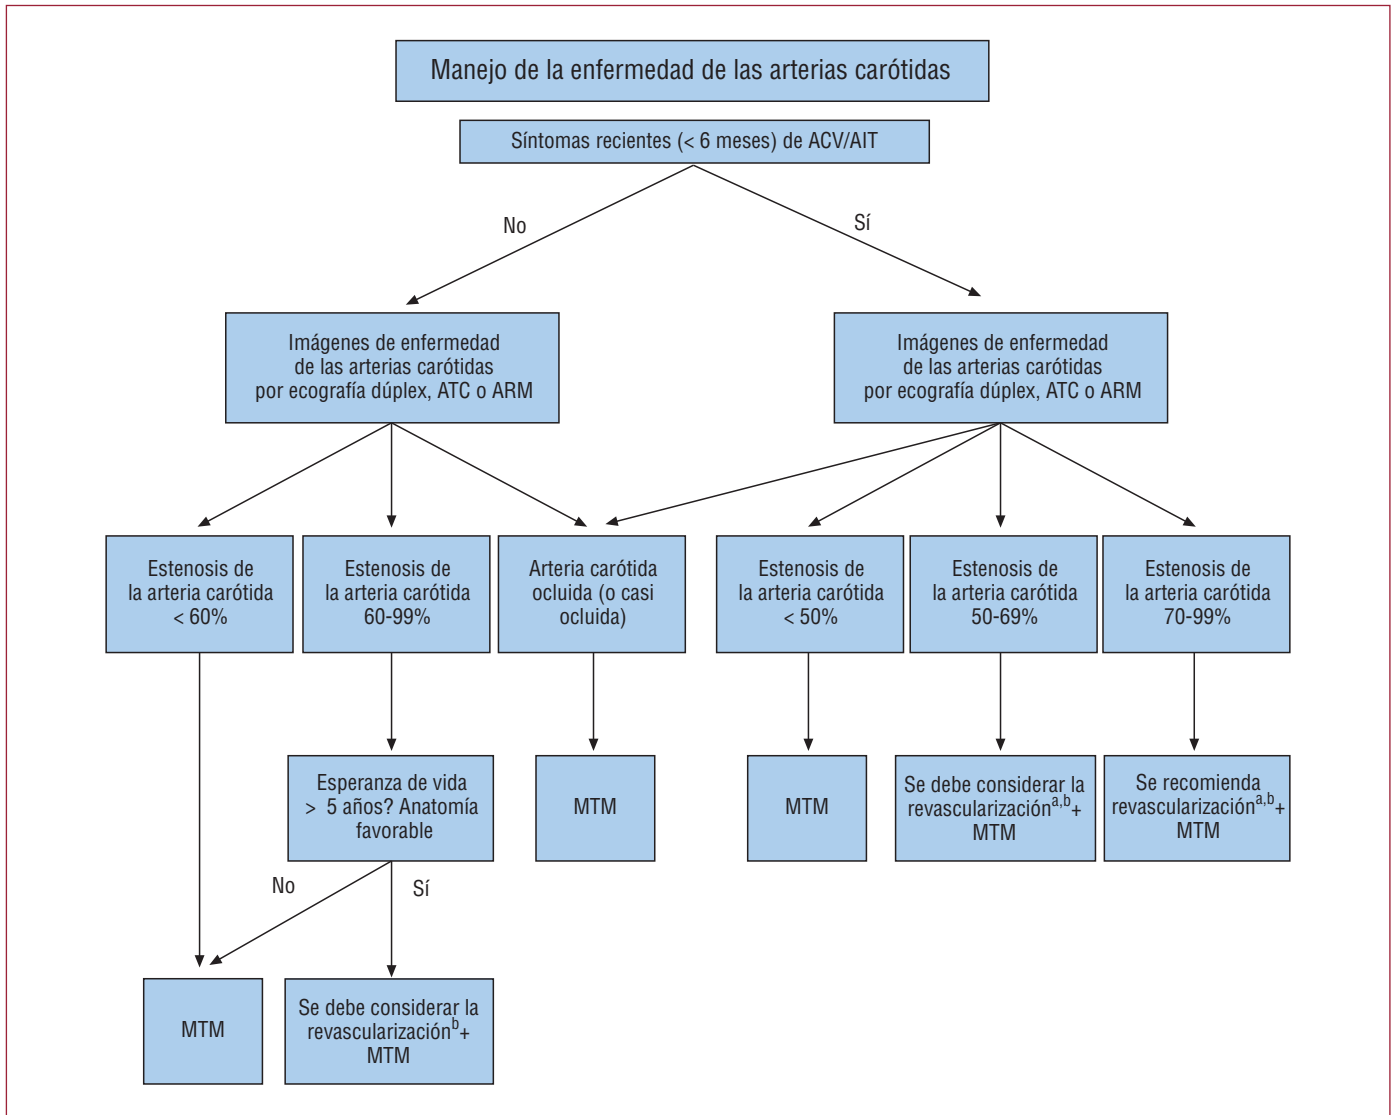 Manejo de la enfermedad de las arterias carótidas
Síntomas recientes (< 6 meses) de ACV/AIT
No
Sí
Imágenes de enfermedad
de las arterias carótidas
por ecografía dúplex, ATC o ARM
Imágenes de enfermedad
de las arterias carótidas
por ecografía dúplex, ATC o ARM
Estenosis de
la arteria carótida
< 60%
Estenosis de
la arteria carótida
60-99%
Arteria carótida
ocluida (o casi
ocluida)
Estenosis de
la arteria carótida
< 50%
Estenosis de
la arteria carótida
50-69%
Estenosis de
la arteria carótida
70-99%
Esperanza de vida
> 5 años? Anatomía
favorable
MTM
MTM
Se debe considerar la
revascularización^a,b+
MTM
Se recomienda
revascularización^a,b+
MTM
No
Sí
MTM
Se debe considerar la
revascularización^b+
MTM